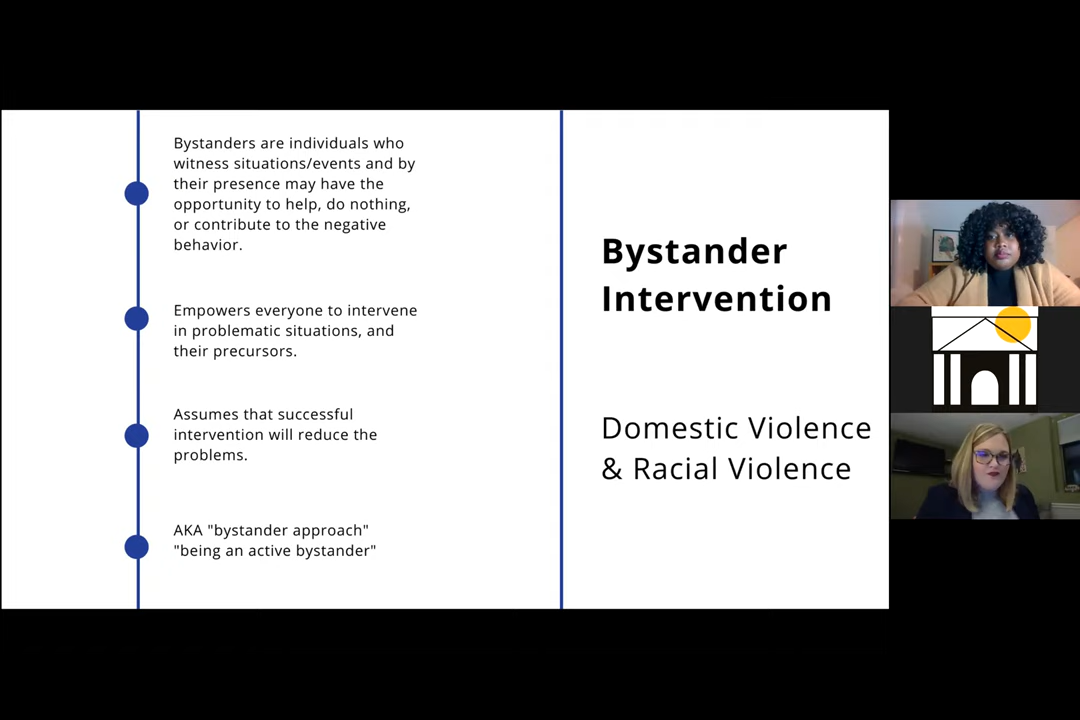 Bystanders are individuals who
witness situations/events and by
their presence may have the
opportunity to help, do nothing,
or contribute to the negative
behavior.
Empowers everyone to intervene
in problematic situations, and
their precursors.
Assumes that successful
intervention will reduce the
problems.
AKA "bystander approach"
"being an active bystander"
Bystander
Intervention
Domestic Violence
& Racial Violence